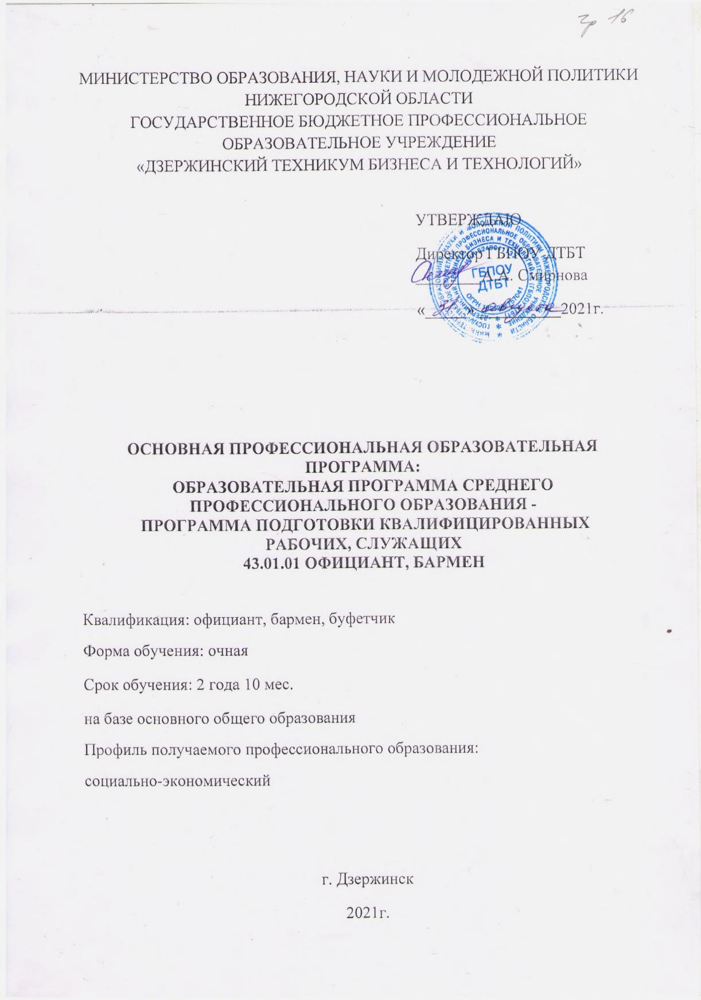 гр 16
МИНИСТЕРСТВО ОБРАЗОВАНИЯ, НАУКИ И МОЛОДЕЖНОЙ ПОЛИТИКИ
НИЖЕГОРОДСКОЙ ОБЛАСТИ
ГОСУДАРСТВЕННОЕ БЮДЖЕТНОЕ ПРОФЕССИОНАЛЬНОЕ
ОБРАЗОВАТЕЛЬНОЕ УЧРЕЖДЕНИЕ
«ДЗЕРЖИНСКИЙ ТЕХНИКУМ БИЗНЕСА И ТЕХНОЛОГИЙ»
УТВЕРЖДАЮ
Директор ГБПОУ ДТБТ
А.А. Смирнова
«31» августа 2021г.
ГБПОУ
ДТБТ
ОСНОВНАЯ ПРОФЕССИОНАЛЬНАЯ ОБРАЗОВАТЕЛЬНАЯ
ПРОГРАММА:
ОБРАЗОВАТЕЛЬНАЯ ПРОГРАММА СРЕДНЕГО
ПРОФЕССИОНАЛЬНОГО ОБРАЗОВАНИЯ -
ПРОГРАММА ПОДГОТОВКИ КВАЛИФИЦИРОВАННЫХ
РАБОЧИХ, СЛУЖАЩИХ
43.01.01 ОФИЦИАНТ, БАРМЕН
Квалификация: официант, бармен, буфетчик
Форма обучения: очная
Срок обучения: 2 года 10 мес.
на базе основного общего образования
Профиль получаемого профессионального образования:
социально-экономический
г. Дзержинск
2021г.